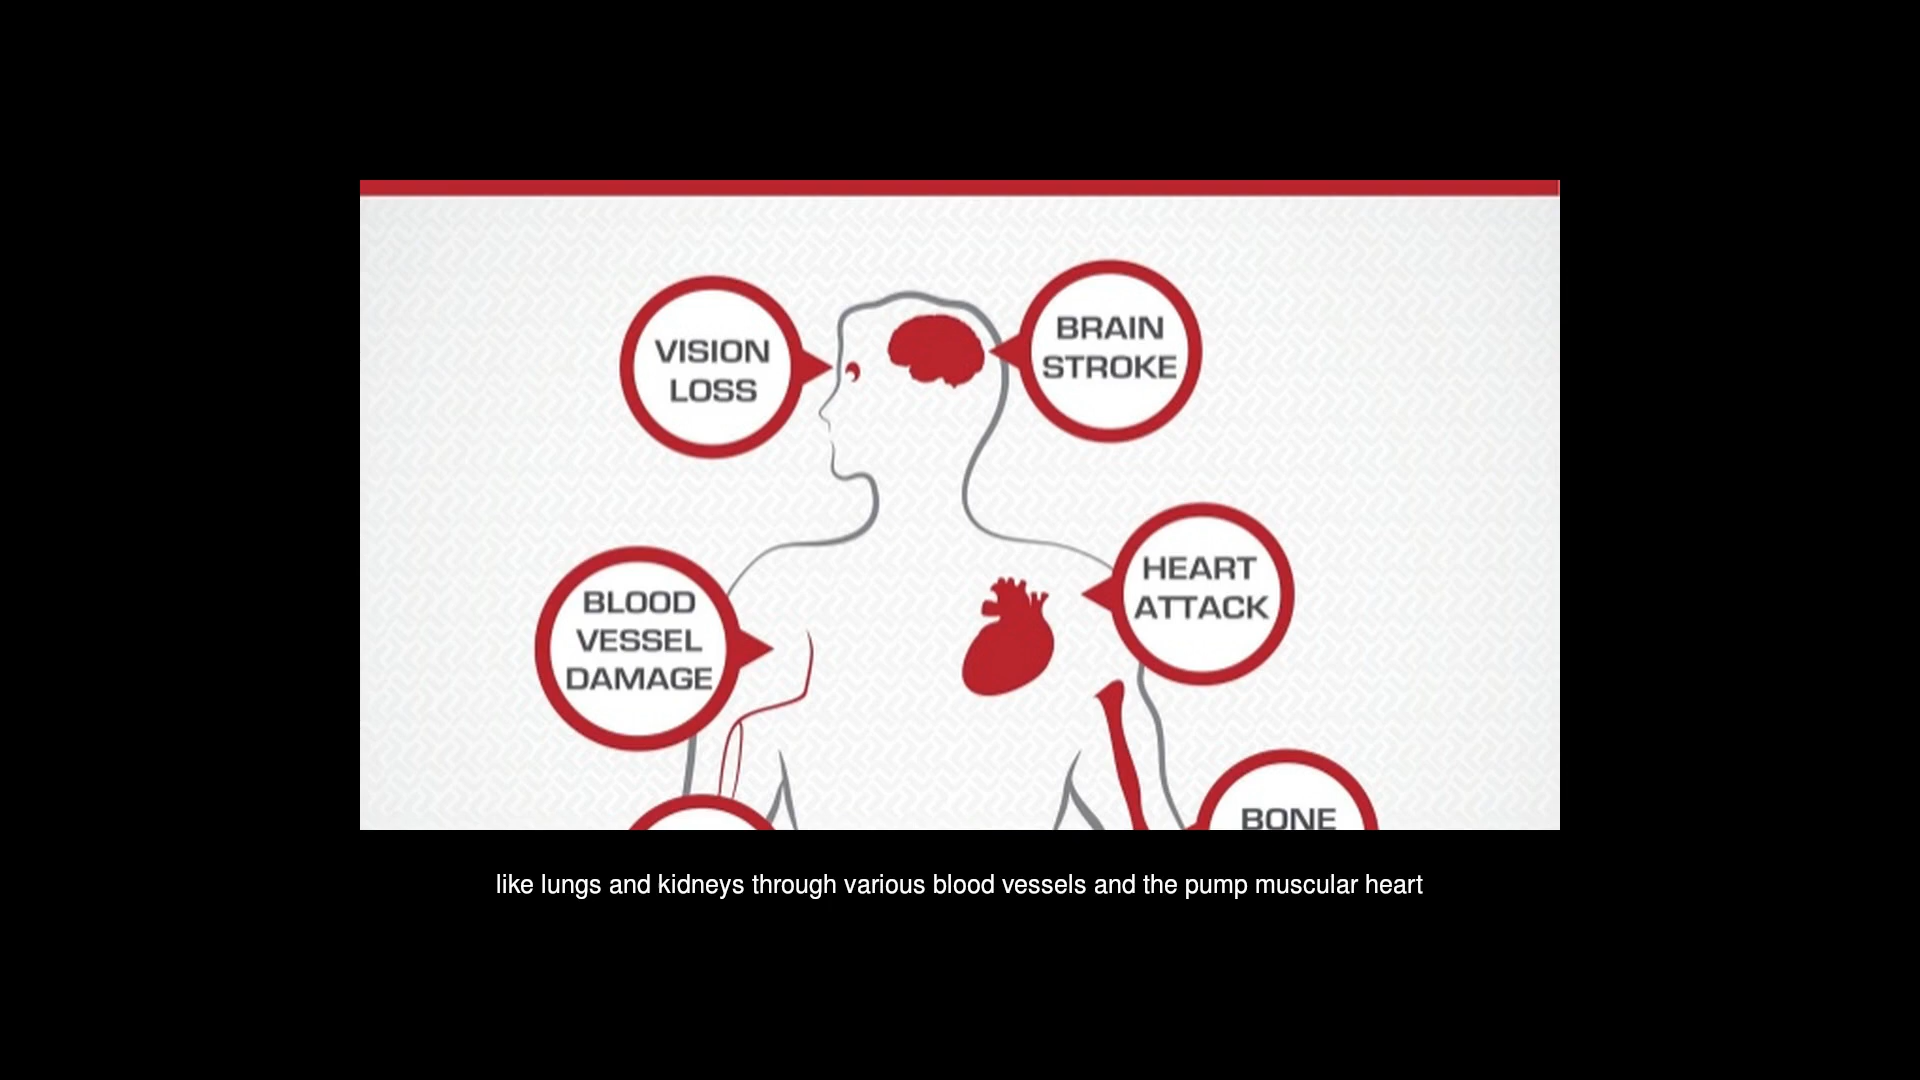 VISION
LOSS
BRAIN
STROKE
HEART
ATTACK
BLOOD
VESSEL
DAMAGE
BONE
like lungs and kidneys through various blood vessels and the pump muscular heart